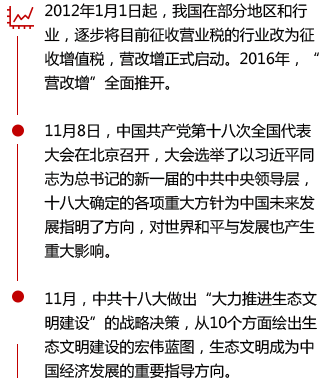 2012年1月1日起，我国在部分地区和行
业，逐步将目前征收营业税的行业改为征
收增值税，营改增正式启动。2016年，“
营改增”全面推开。
11月8日，中国共产党第十八次全国代表
大会在北京召开，大会选举了以习近平同
志为总书记的新一届的中共中央领导层，
十八大确定的各项重大方针为中国未来发
展指明了方向，对世界和平与发展也产生
重大影响。
11月，中共十八大做出“大力推进生态文
明建设”的战略决策，从10个方面绘出生
态文明建设的宏伟蓝图，生态文明成为中
国经济发展的重要指导方向。